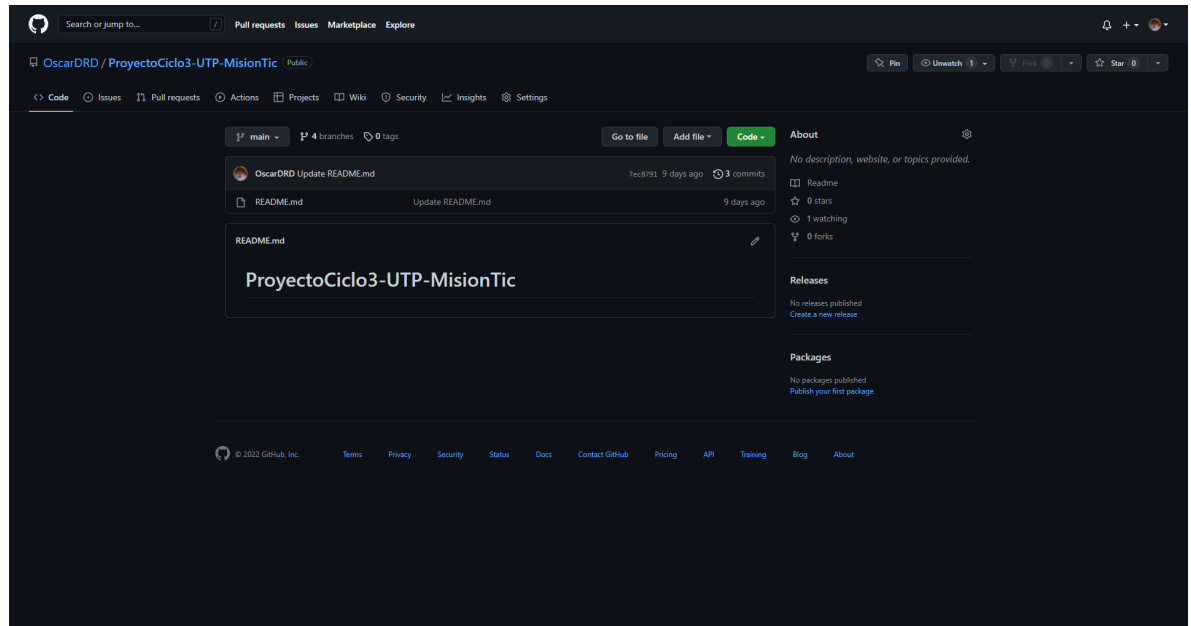 Search or jump to... / Pull requests Issues Marketplace Explore
OscarDRD / ProyectoCiclo3-UTP-MisionTic Public Pin Unwatch 1 Fork 0 Star 0
Code Issues Pull requests Actions Projects Wiki Security Insights Settings
main 4 branches 0 tags Go to file Add file Code
OscarDRD Update README.md 7ec8791 9 days ago 3 commits
README.md Update README.md 9 days ago
README.md
ProyectoCiclo3-UTP-MisionTic
About
No description, website, or topics provided.
Readme
0 stars
1 watching
0 forks
Releases
No releases published
Create a new release
Packages
No packages published
Publish your first package
© 2022 GitHub, Inc. Terms Privacy Security Status Docs Contact GitHub Pricing API Training Blog About